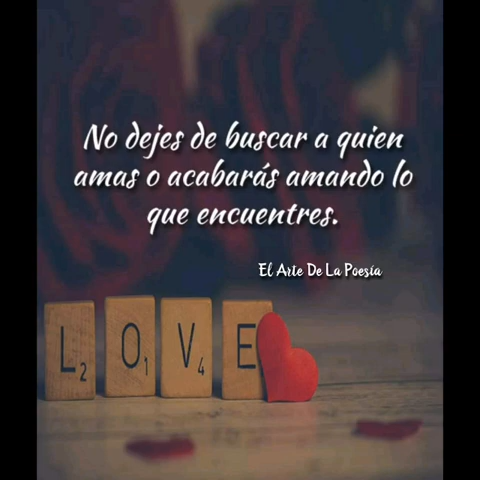 No dejes de buscar a quien
amas o acabarás amando lo
que encuentres.
El Arte De La Poesía
L2 O1 V4 E